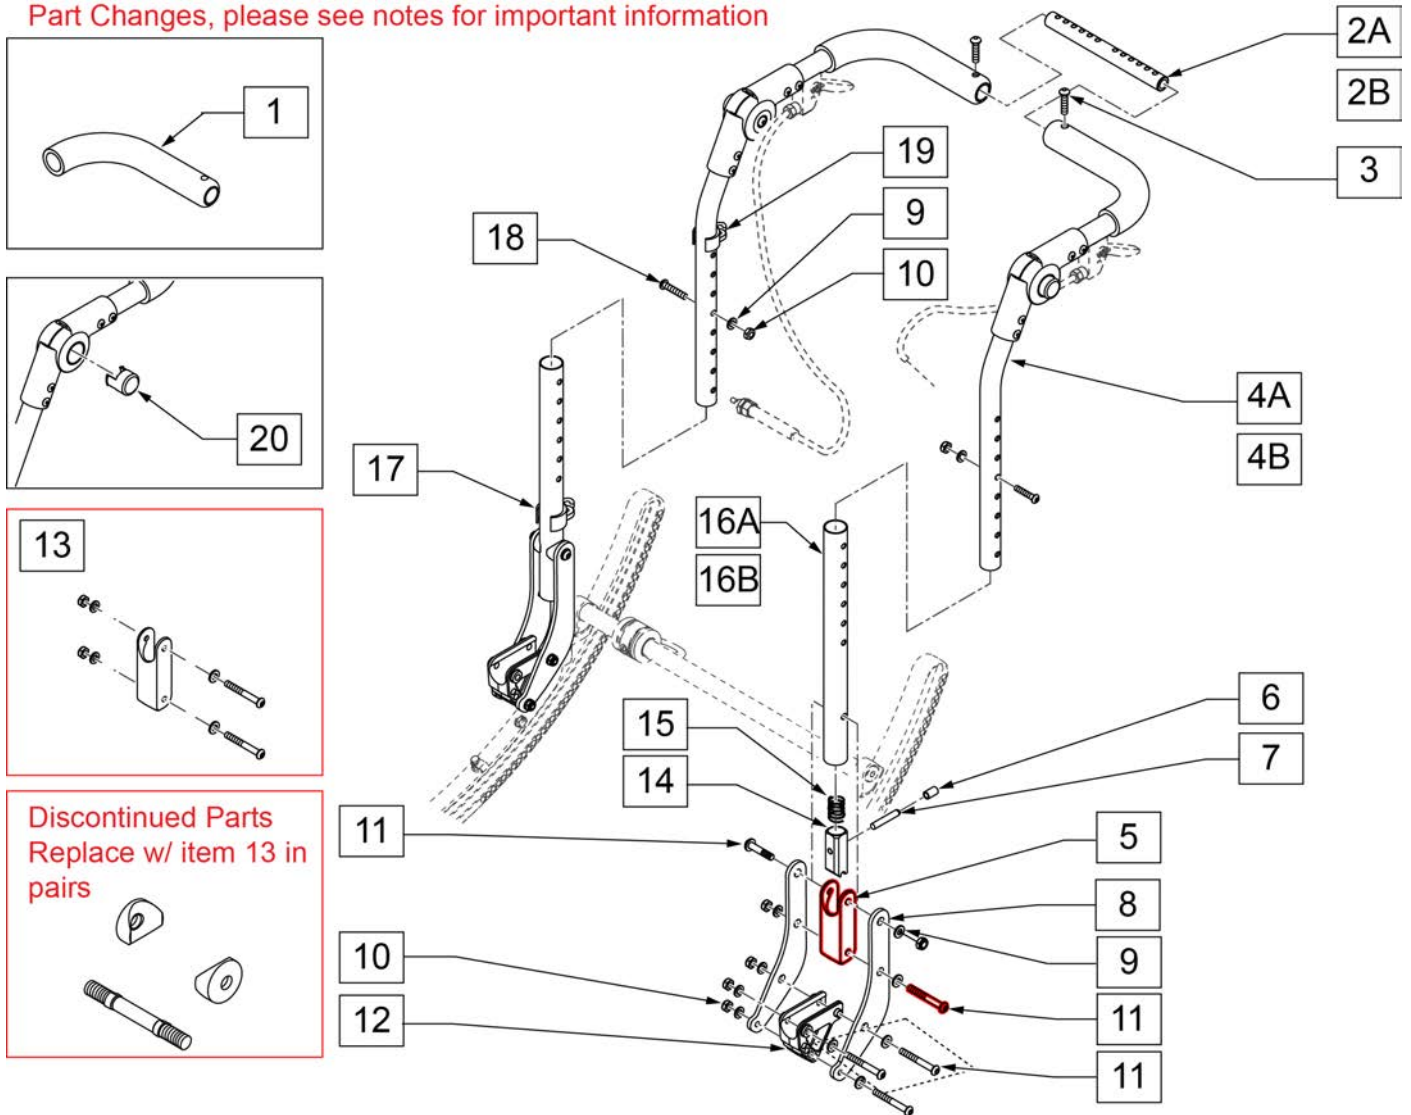 Part Changes, please see notes for important information
1
2A
2B
3
19
9
18
10
4A
4B
20
17
16A
16B
13
6
15
7
14
Discontinued Parts
Replace w/ item 13 in
pairs
11
5
8
10
9
12
11
11